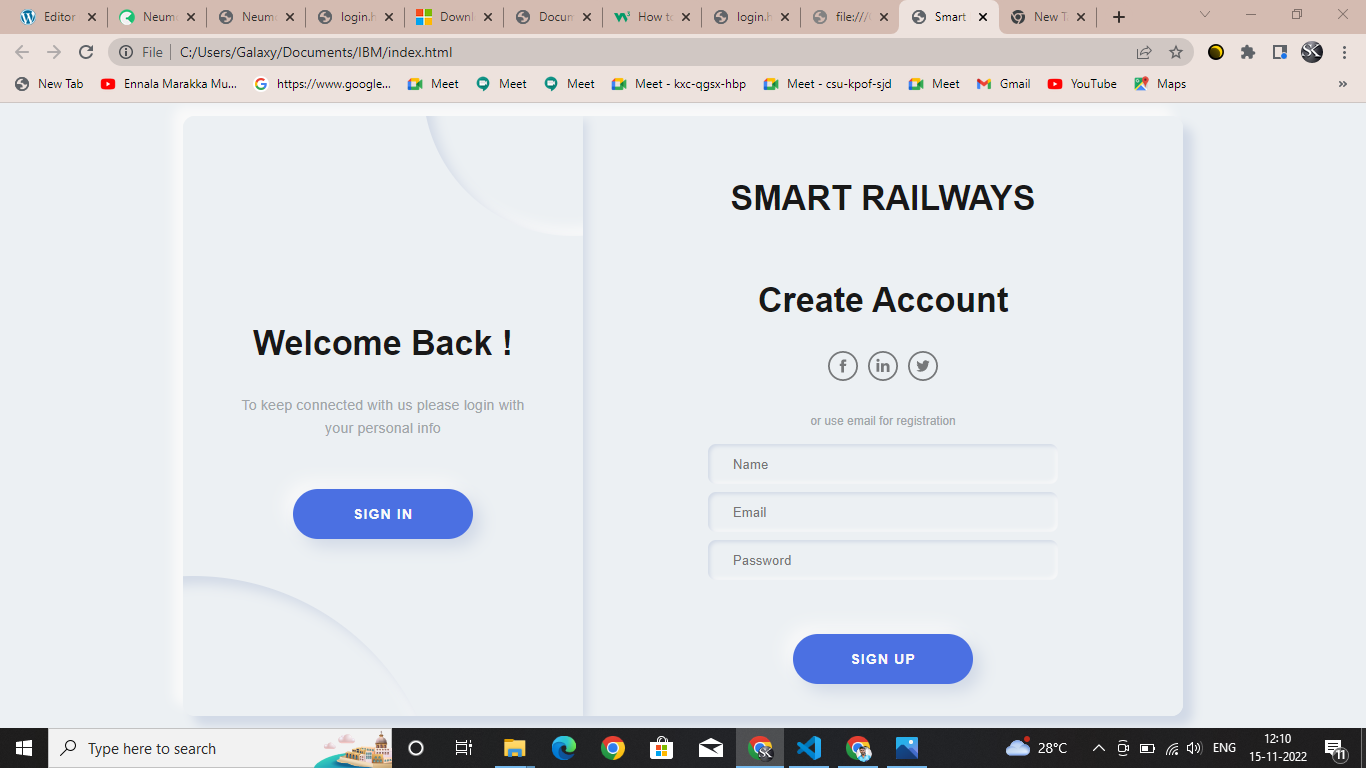 Editor
Neum
Neum
login.h
Downl
Docum
How to
login.h
file:///
Smart
New T
File
C:/Users/Galaxy/Documents/IBM/index.html
SK
New Tab
Ennala Marakka Mu...
https://www.google...
Meet
Meet
Meet
Meet - kxc-qgsx-hbp
Meet - csu-kpof-sjd
Meet
Gmail
YouTube
Maps
»
SMART RAILWAYS
Create Account
Welcome Back !
To keep connected with us please login with
your personal info
or use email for registration
Name
Email
Password
SIGN IN
SIGN UP
Type here to search
28°C
ENG
12:10
15-11-2022
11